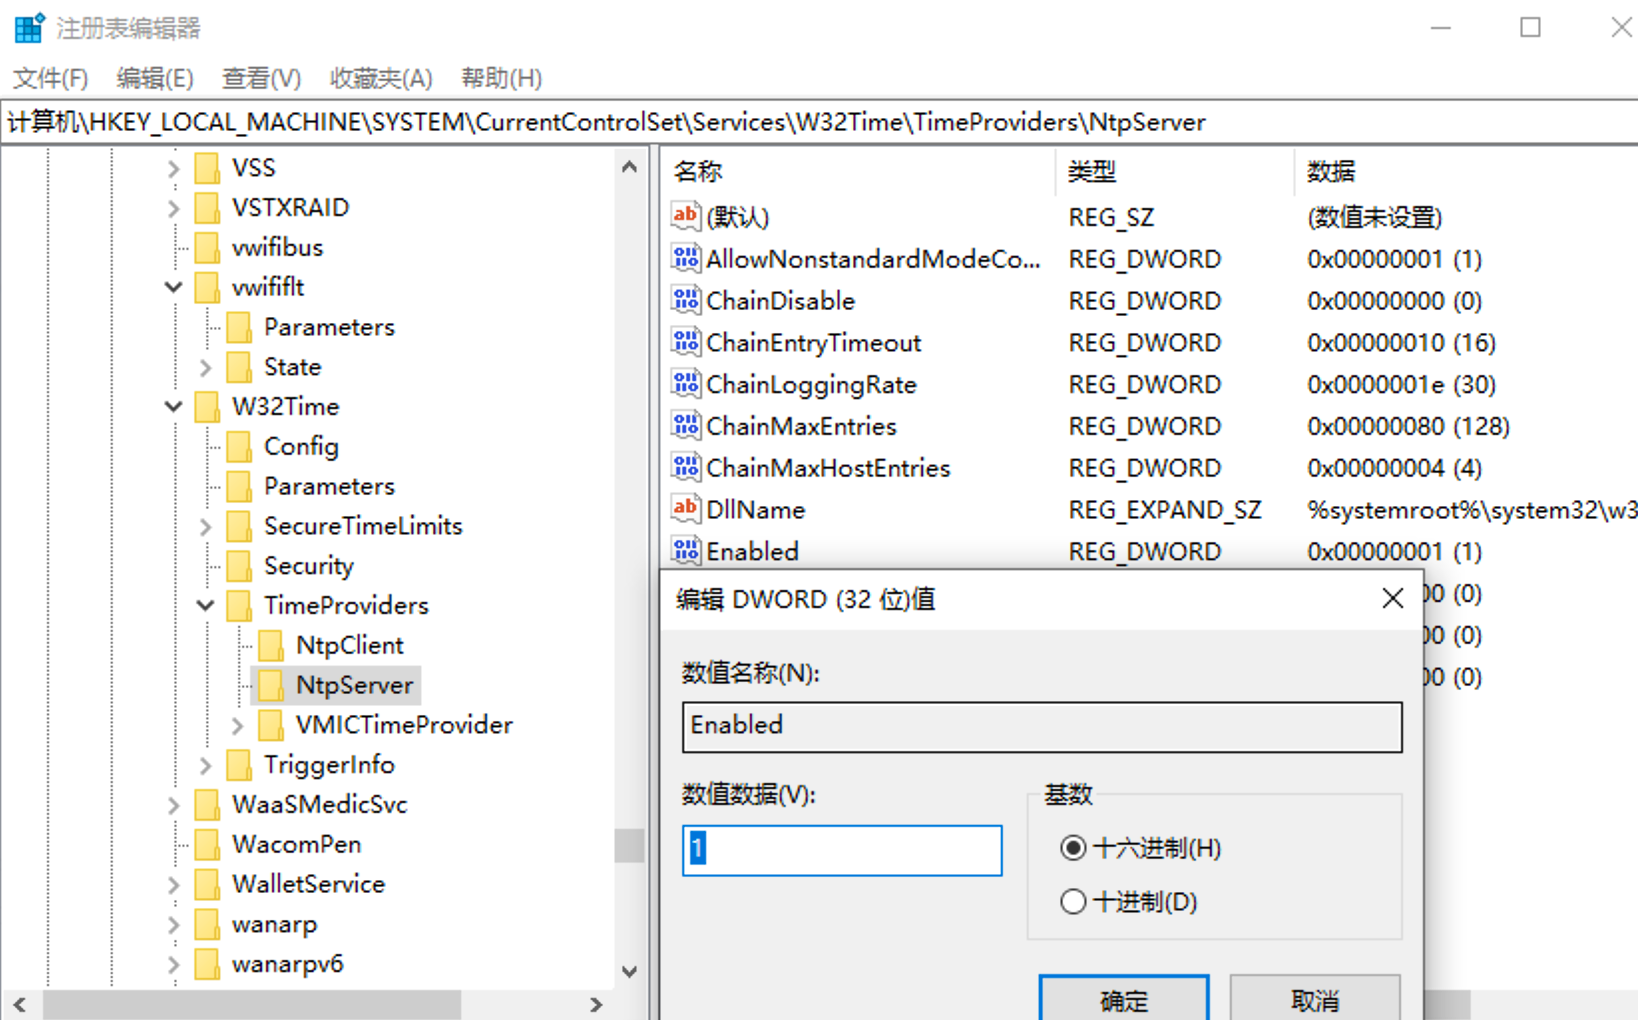 注册表编辑器
文件(F) 编辑(E) 查看(V) 收藏夹(A) 帮助(H)
计算机\HKEY_LOCAL_MACHINE\SYSTEM\CurrentControlSet\Services\W32Time\TimeProviders\NtpServer
VSS
VSTXRAID
vwifibus
vwififlt
Parameters
State
W32Time
Config
Parameters
SecureTimeLimits
Security
TimeProviders
NtpClient
NtpServer
VMICTimeProvider
TriggerInfo
WaaSMedicSvc
WacomPen
WalletService
wanarp
wanarpv6
名称 类型 数据
(默认) REG_SZ (数值未设置)
AllowNonstandardModeCo... REG_DWORD 0x00000001 (1)
ChainDisable REG_DWORD 0x00000000 (0)
ChainEntryTimeout REG_DWORD 0x00000010 (16)
ChainLoggingRate REG_DWORD 0x0000001e (30)
ChainMaxEntries REG_DWORD 0x00000080 (128)
ChainMaxHostEntries REG_DWORD 0x00000004 (4)
DllName REG_EXPAND_SZ %systemroot%\system32\w3
Enabled REG_DWORD 0x00000001 (1)
00 (0)
00 (0)
00 (0)
编辑 DWORD (32 位)值
数值名称(N):
Enabled
数值数据(V):
1
基数
十六进制(H)
十进制(D)
确定 取消